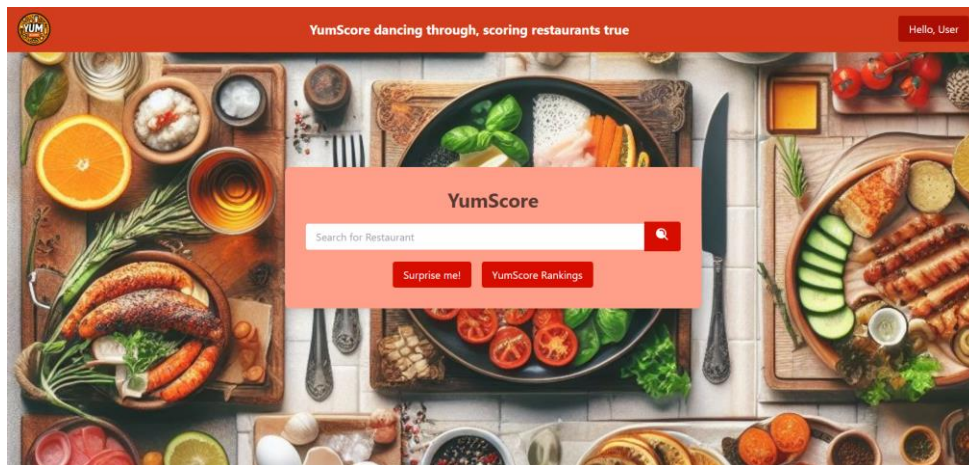 YUM
YumScore dancing through, scoring restaurants true
Hello, User
YumScore
Search for Restaurant
Surprise me!
YumScore Rankings